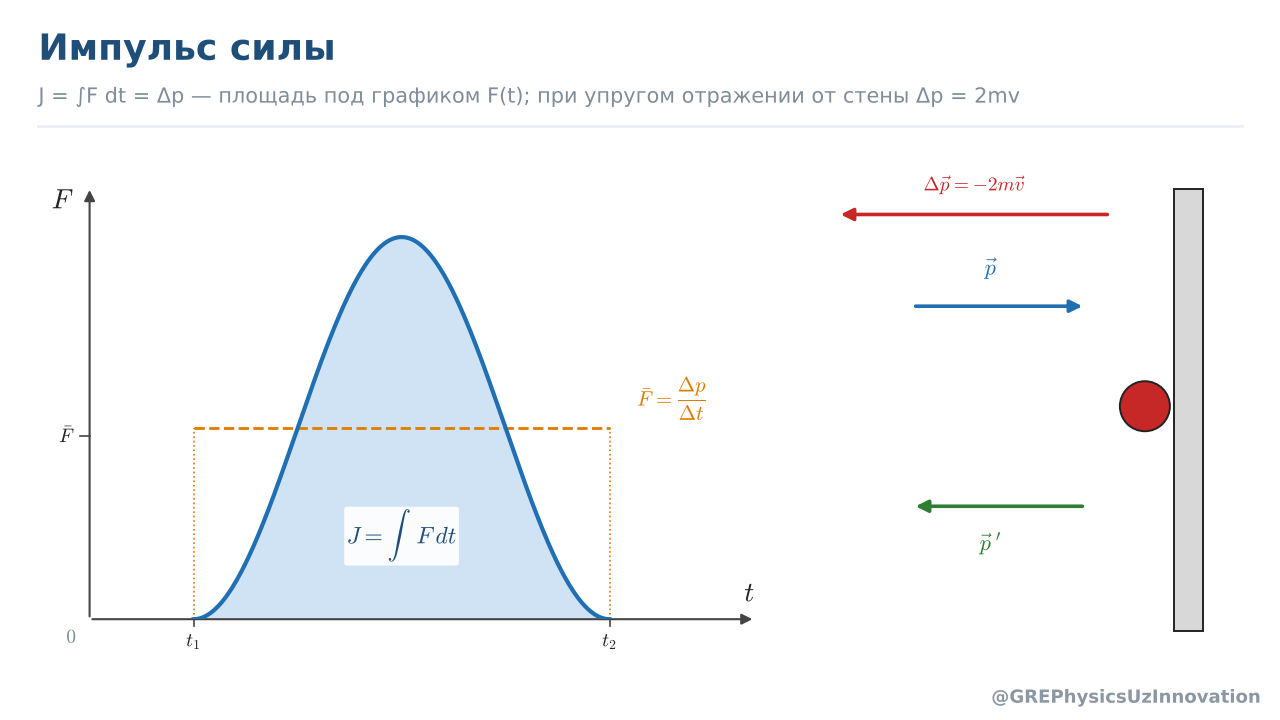 Импульс силы
J = ∫F dt = Δp — площадь под графиком F(t); при упругом отражении от стены Δp = 2mv
F
F̄
0
t₁
t₂
t
J = ∫ F dt
F̄ = Δp/Δt
Δp⃗ = −2mv⃗
p⃗
p⃗ ′
@GREPhysicsUzInnovation